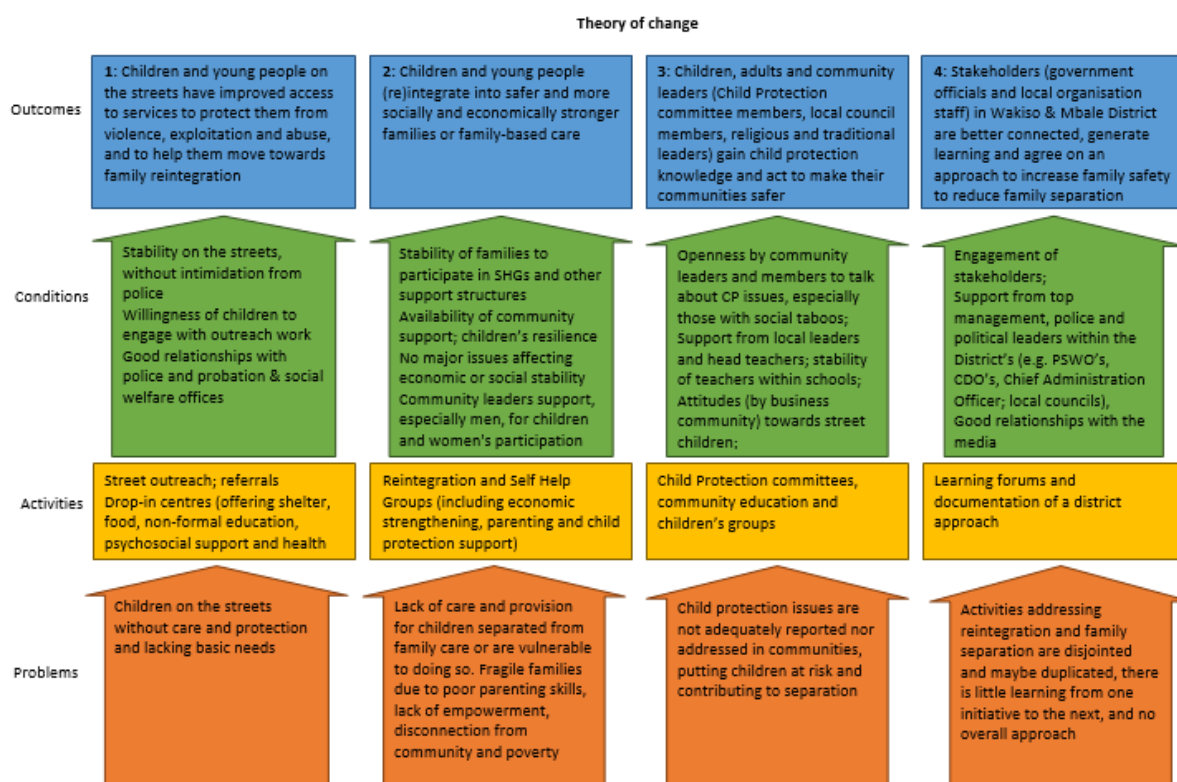 Theory of change
Outcomes
1: Children and young people on
the streets have improved access
to services to protect them from
violence, exploitation and abuse,
and to help them move towards
family reintegration
2: Children and young people
(re)integrate into safer and more
socially and economically stronger
families or family-based care
3: Children, adults and community
leaders (Child Protection
committee members, local council
members, religious and traditional
leaders) gain child protection
knowledge and act to make their
communities safer
4: Stakeholders (government
officials and local organisation
staff) in Wakiso & Mbale District
are better connected, generate
learning and agree on an
approach to increase family safety
to reduce family separation
Conditions
Stability on the streets,
without intimidation from
police
Willingness of children to
engage with outreach work
Good relationships with
police and probation & social
welfare offices
Stability of families to
participate in SHGs and other
support structures
Availability of community
support; children's resilience
No major issues affecting
economic or social stability
Community leaders support,
especially men, for children
and women's participation
Openness by community
leaders and members to talk
about CP issues, especially
those with social taboos;
Support from local leaders
and head teachers; stability
of teachers within schools;
Attitudes (by business
community) towards street
children;
Engagement of
stakeholders;
Support from top
management, police and
political leaders within the
District's (e.g. PSWO's,
CDO's, Chief Administration
Officer; local councils),
Good relationships with the
media
Activities
Street outreach; referrals
Drop-in centres (offering shelter,
food, non-formal education,
psychosocial support and health
Reintegration and Self Help
Groups (including economic
strengthening, parenting and child
protection support)
Child Protection committees,
community education and
children's groups
Learning forums and
documentation of a district
approach
Problems
Children on the streets
without care and protection
and lacking basic needs
Lack of care and provision
for children separated from
family care or are vulnerable
to doing so. Fragile families
due to poor parenting skills,
lack of empowerment,
disconnection from
community and poverty
Child protection issues are
not adequately reported nor
addressed in communities,
putting children at risk and
contributing to separation
Activities addressing
reintegration and family
separation are disjointed
and maybe duplicated, there
is little learning from one
initiative to the next, and no
overall approach